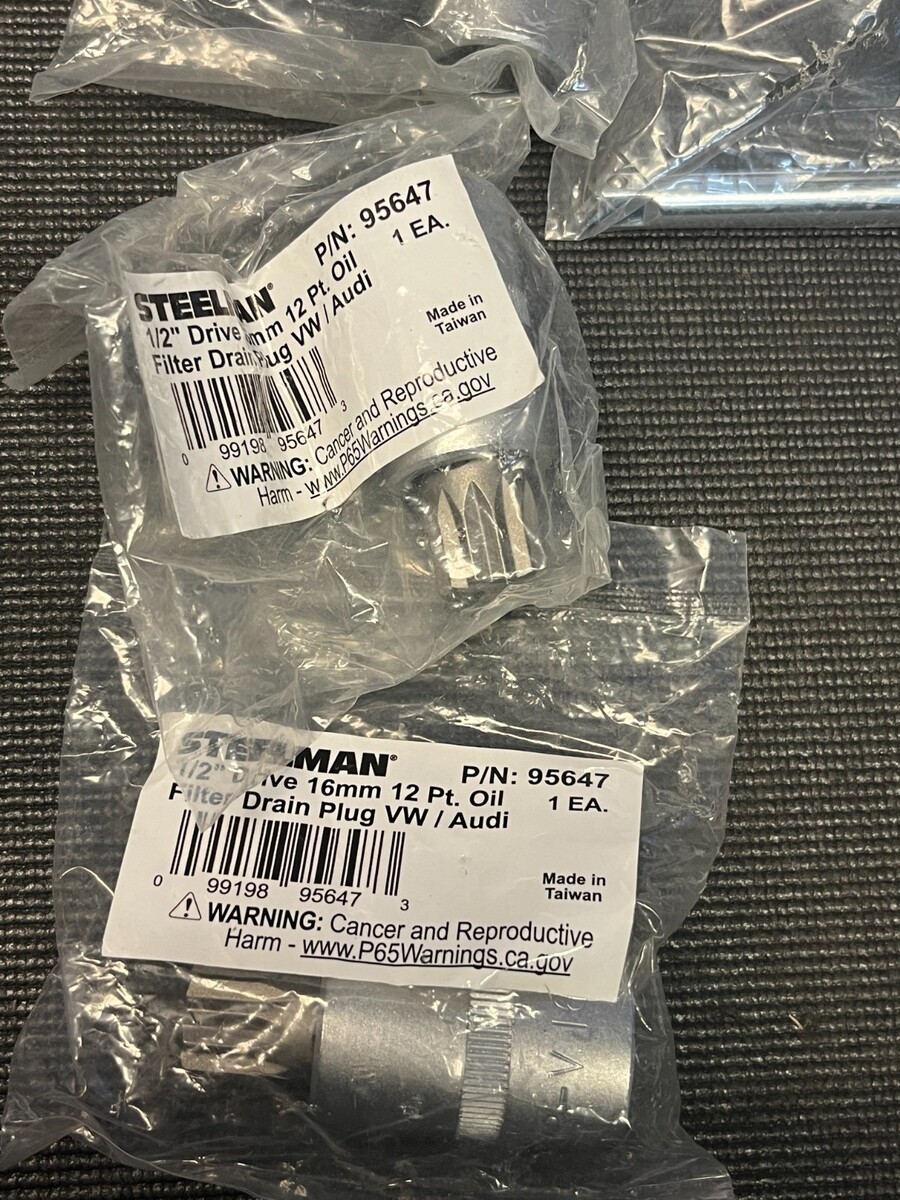 P/N: 95647
1 EA.
STEELMAN®
1/2" Drive mm 12 Pt. Oil
Filter Drain Plug VW / Audi
Made in
Taiwan
0 99198 95647 3
WARNING: Cancer and Reproductive
Harm - www.P65Warnings.ca.gov
STEELMAN®
P/N: 95647
1/2" Drive 16mm 12 Pt. Oil
1 EA.
Filter Drain Plug VW / Audi
Made in
Taiwan
0 99198 95647 3
WARNING: Cancer and Reproductive
Harm - www.P65Warnings.ca.gov